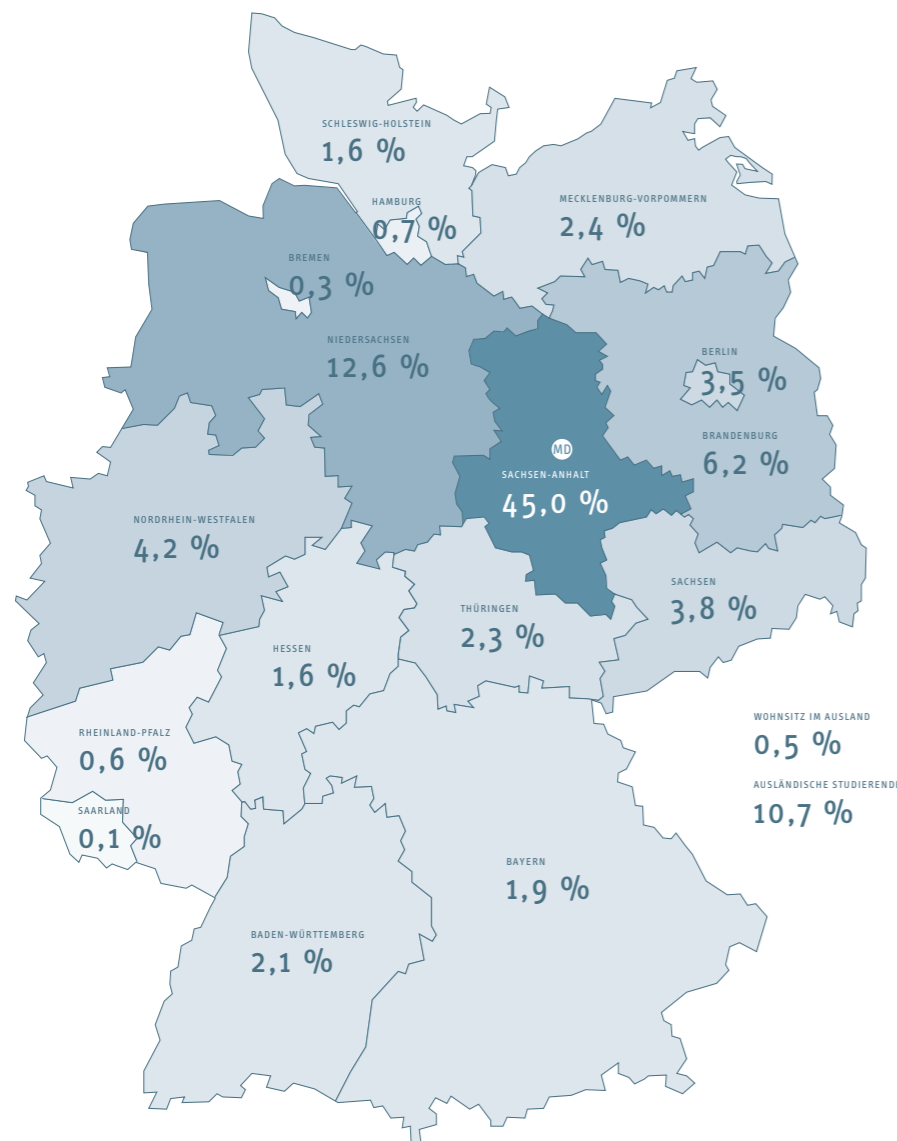 SCHLESWIG-HOLSTEIN
1,6 %
HAMBURG
0,7 %
MECKLENBURG-VORPOMMERN
2,4 %
BREMEN
0,3 %
NIEDERSACHSEN
12,6 %
BERLIN
3,5 %
BRANDENBURG
6,2 %
MD
SACHSEN-ANHALT
45,0 %
NORDRHEIN-WESTFALEN
4,2 %
SACHSEN
3,8 %
THÜRINGEN
2,3 %
HESSEN
1,6 %
WOHNSITZ IM AUSLAND
0,5 %
RHEINLAND-PFALZ
0,6 %
AUSLÄNDISCHE STUDIEREND
10,7 %
SAARLAND
0,1 %
BAYERN
1,9 %
BADEN-WÜRTTEMBERG
2,1 %